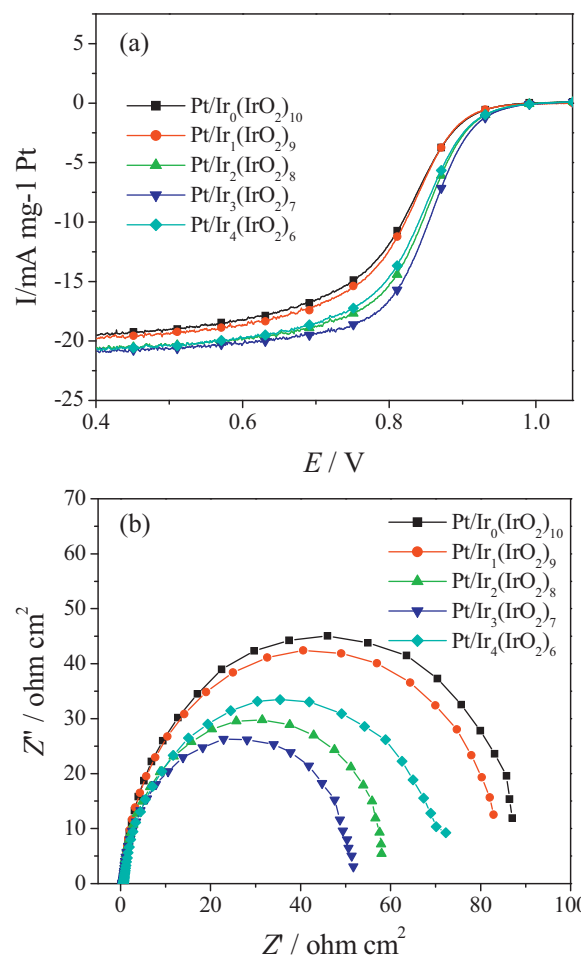 (a)
5
0
-5
-10
-15
-20
-25
I/mA mg-1 Pt
Pt/Ir₀(IrO₂)₁₀
Pt/Ir₁(IrO₂)₉
Pt/Ir₂(IrO₂)₈
Pt/Ir₃(IrO₂)₇
Pt/Ir₄(IrO₂)₆
0.4 0.6 0.8 1.0
E / V
(b)
70
60
50
40
30
20
10
0
Z'' / ohm cm²
Pt/Ir₀(IrO₂)₁₀
Pt/Ir₁(IrO₂)₉
Pt/Ir₂(IrO₂)₈
Pt/Ir₃(IrO₂)₇
Pt/Ir₄(IrO₂)₆
0 20 40 60 80 100
Z' / ohm cm²